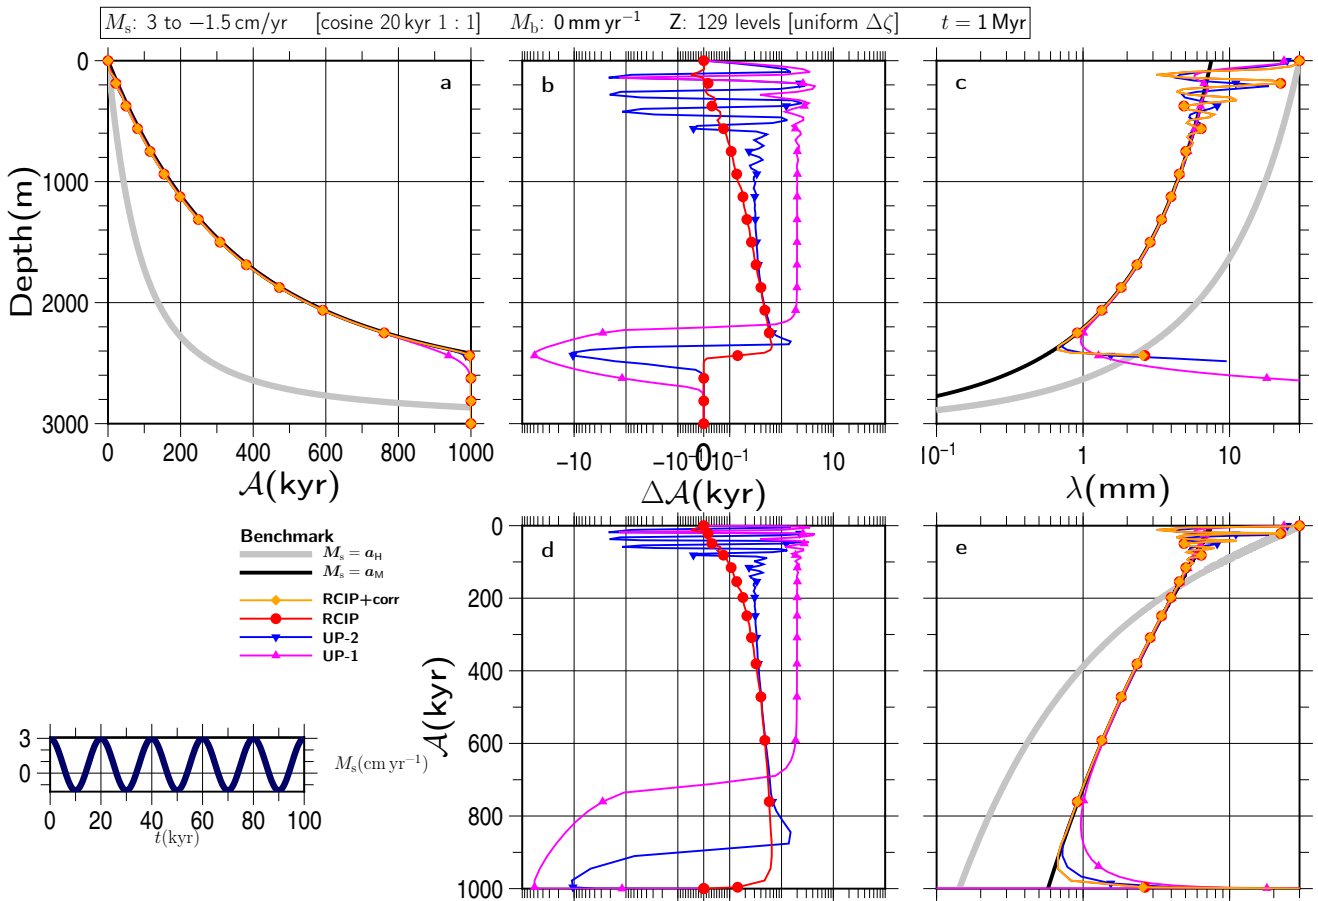 Mₛ: 3 to −1.5 cm/yr [cosine 20 kyr 1 : 1] M_b: 0 mm yr⁻¹ Z: 129 levels [uniform Δζ] t = 1 Myr
a b c
0
1000
2000
3000
Depth(m)
0 200 400 600 800 1000
𝒜(kyr)
−10 −10⁻¹ 0 10⁻¹ 10
Δ𝒜(kyr)
10⁻¹ 1 10
λ(mm)
Benchmark
Mₛ = a_H
Mₛ = a_M
RCIP+corr
RCIP
UP-2
UP-1
d e
0
200
400
600
800
1000
𝒜(kyr)
3
0
Mₛ(cm yr⁻¹)
0 20 40 60 80 100
t(kyr)